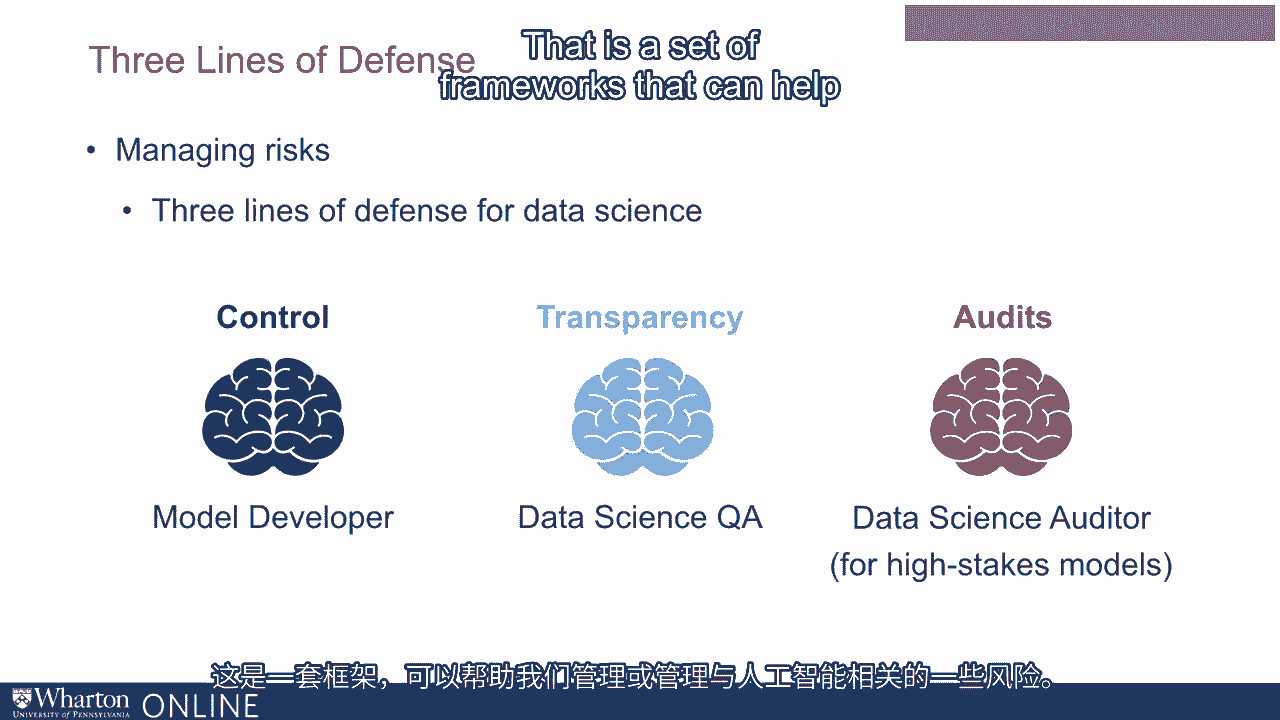 Three Lines of Defense
That is a set of
frameworks that can help
• Managing risks
• Three lines of defense for data science
Control
Transparency
Audits
Model Developer
Data Science QA
Data Science Auditor
(for high-stakes models)
这是一套框架，可以帮助我们管理或管理与人工智能相关的一些风险。
Wharton
UNIVERSITY of PENNSYLVANIA
ONLINE